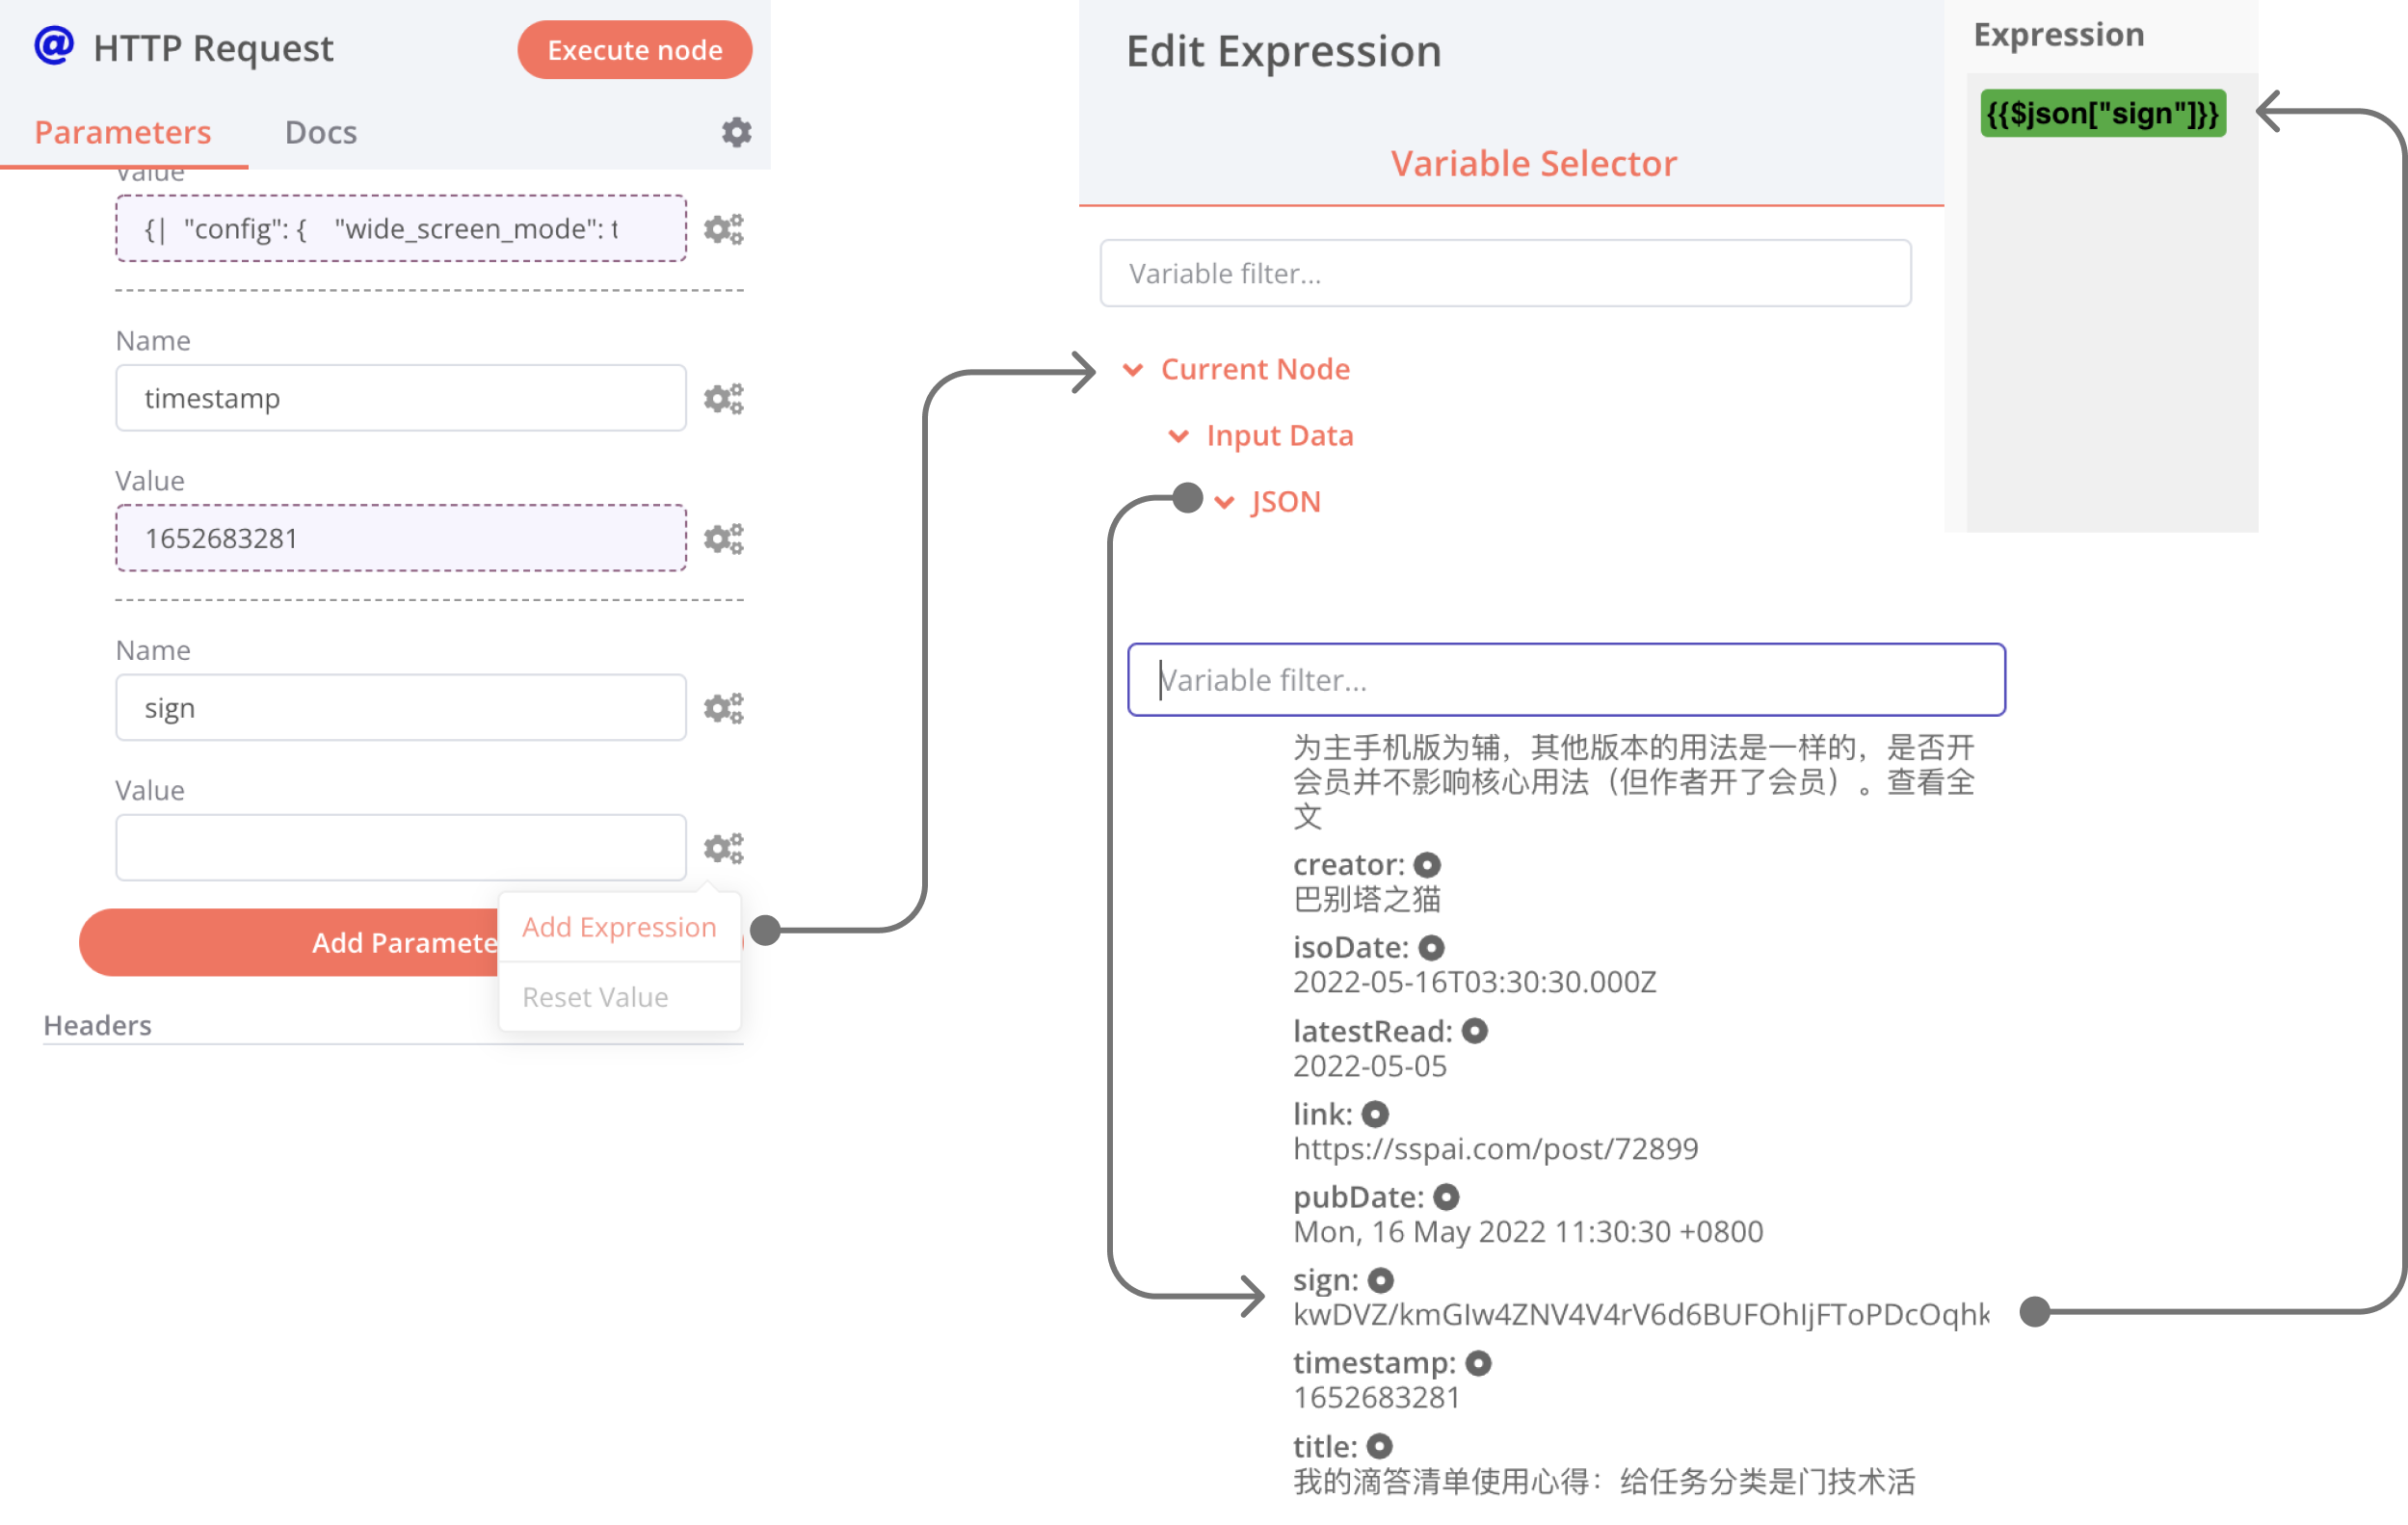 @ HTTP Request
Execute node
Parameters
Docs
Value
{| "config": { "wide_screen_mode": t
Name
timestamp
Value
1652683281
Name
sign
Value
Add Expression
Add Paramete
Reset Value
Headers
Edit Expression
Variable Selector
Variable filter...
Current Node
Input Data
JSON
Expression
{{$json["sign"]}}
Variable filter...
为主手机版为辅，其他版本的用法是一样的，是否开
会员并不影响核心用法（但作者开了会员）。查看全
文
creator:
巴别塔之猫
isoDate:
2022-05-16T03:30:30.000Z
latestRead:
2022-05-05
link:
https://sspai.com/post/72899
pubDate:
Mon, 16 May 2022 11:30:30 +0800
sign:
kwDVZ/kmGIw4ZNV4V4rV6d6BUFOhIjFToPDcOqhk
timestamp:
1652683281
title:
我的滴答清单使用心得：给任务分类是门技术活